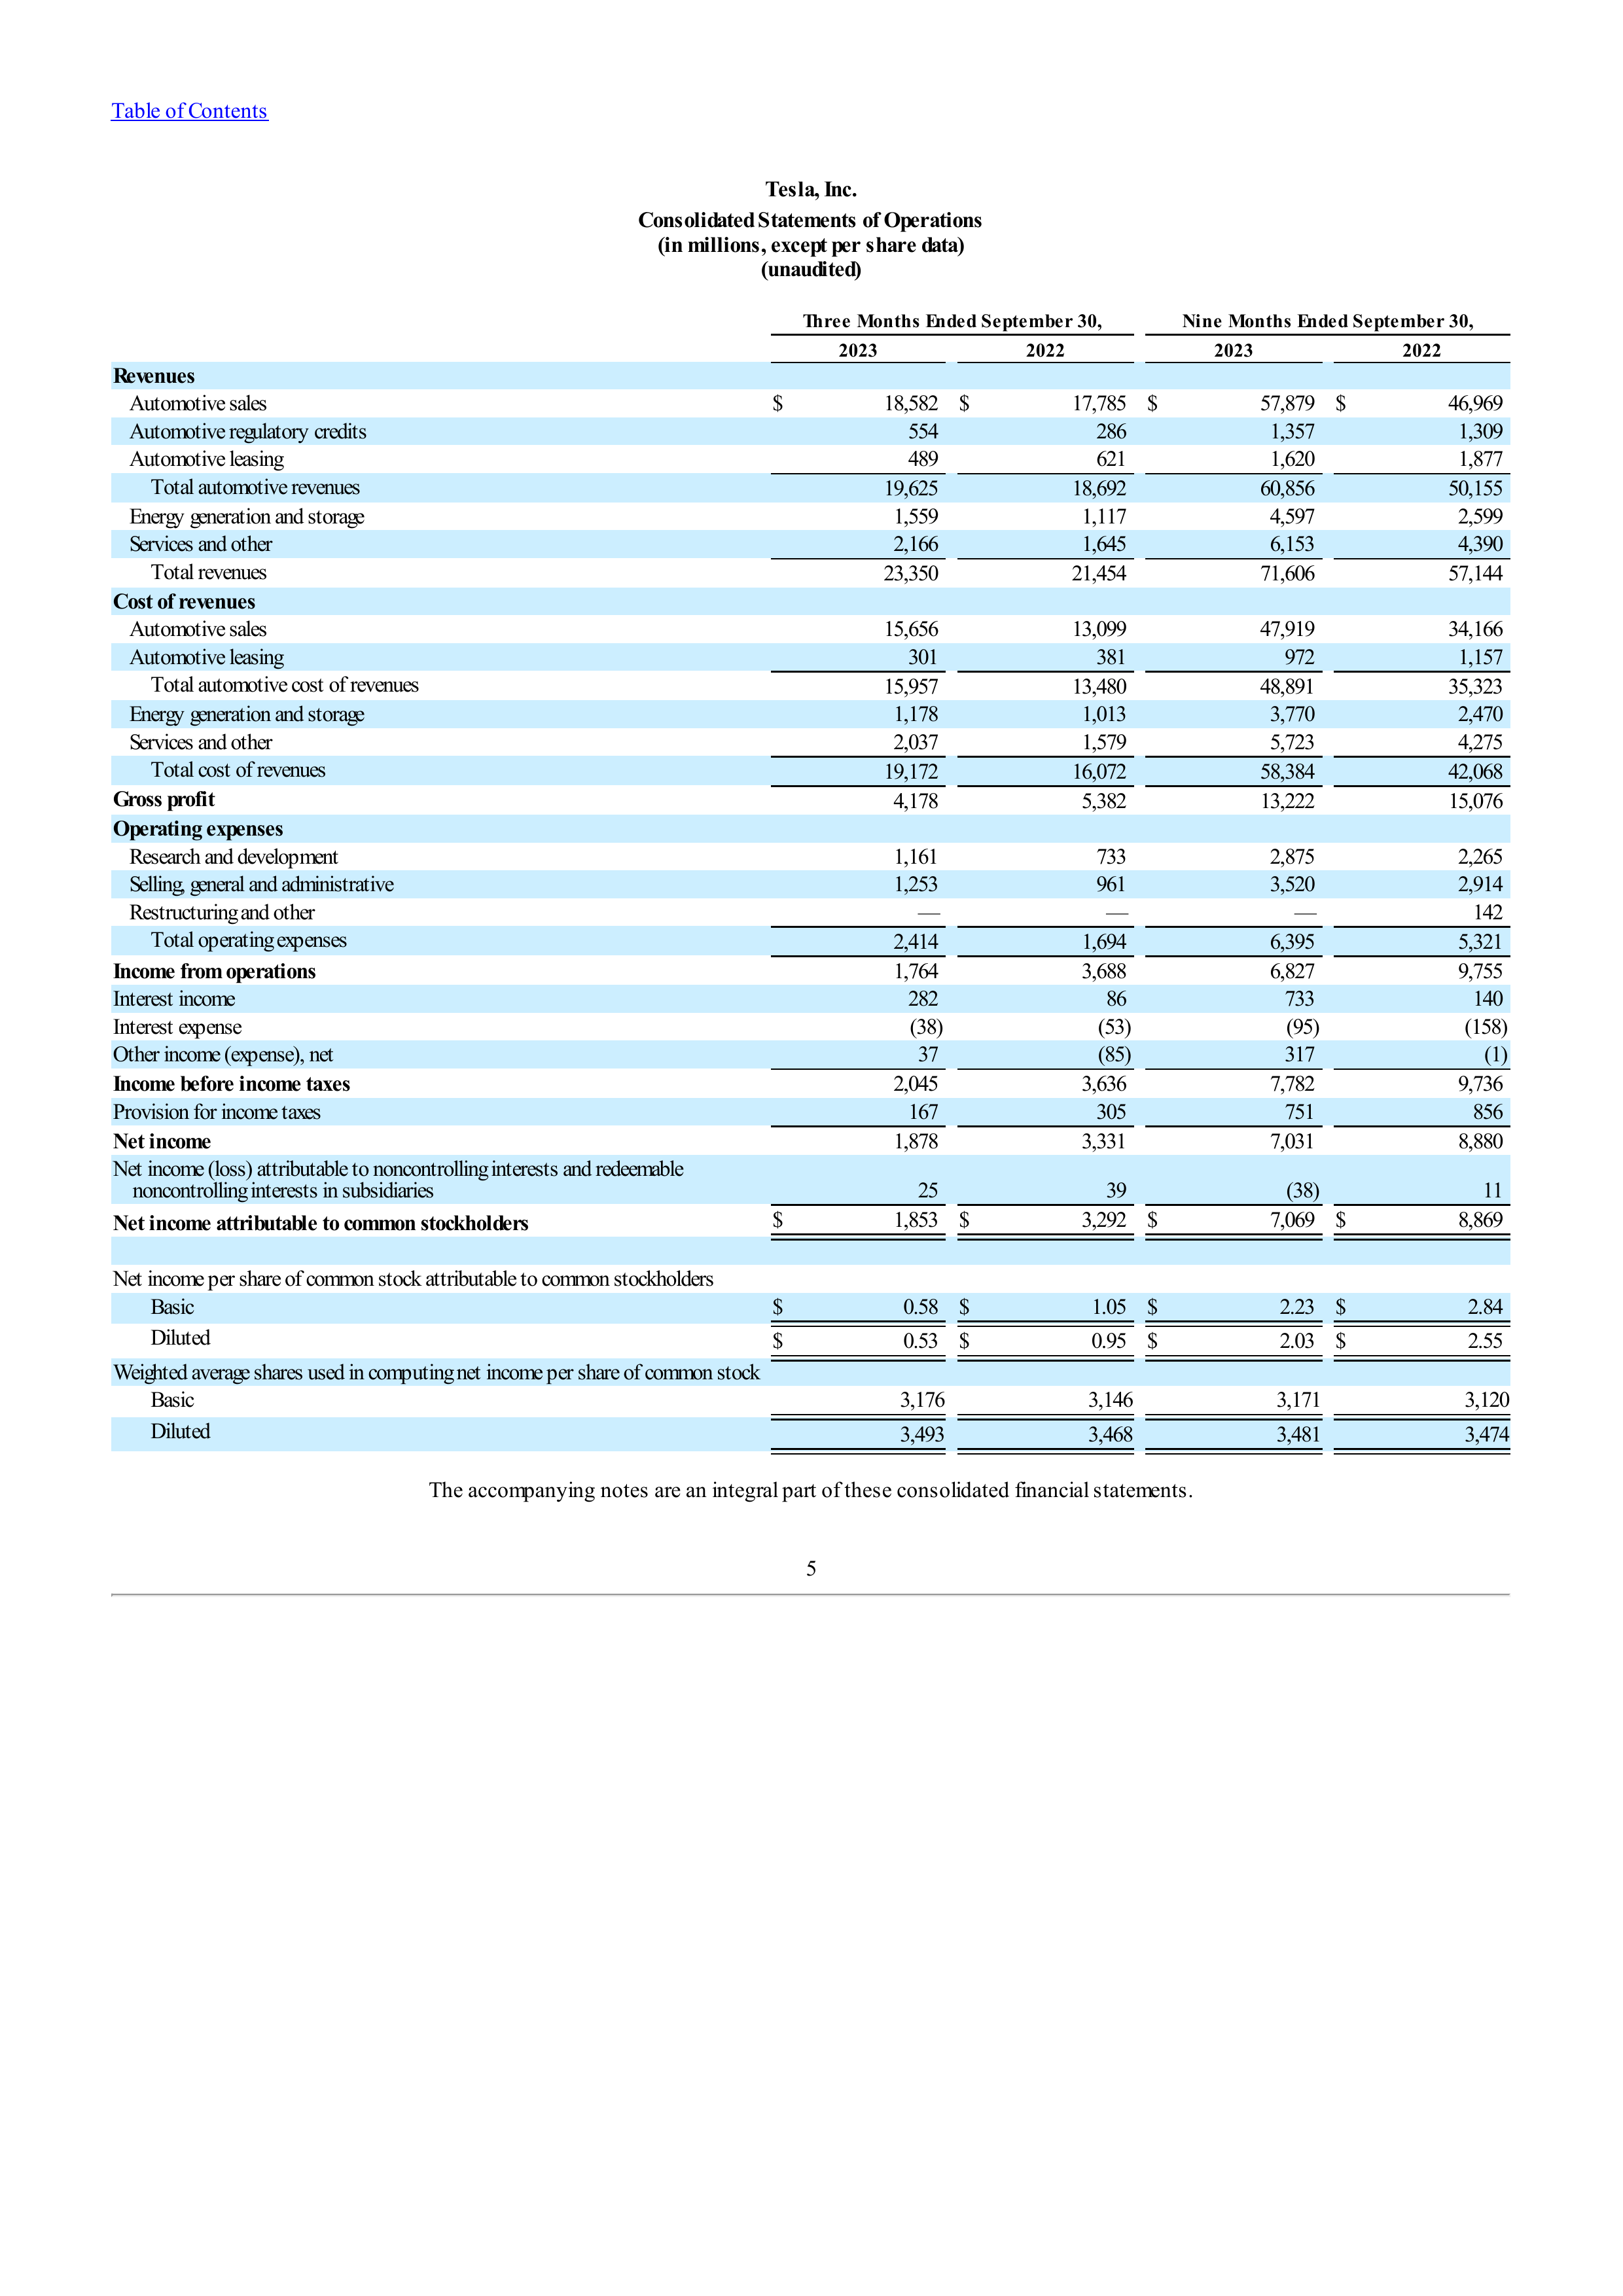 Table of Contents
Tesla, Inc.
Consolidated Statements of Operations
(in millions, except per share data)
(unaudited)
Three Months Ended September 30, Nine Months Ended September 30,
2023 2022 2023 2022
Revenues
Automotive sales $ 18,582 $ 17,785 $ 57,879 $ 46,969
Automotive regulatory credits 554 286 1,357 1,309
Automotive leasing 489 621 1,620 1,877
Total automotive revenues 19,625 18,692 60,856 50,155
Energy generation and storage 1,559 1,117 4,597 2,599
Services and other 2,166 1,645 6,153 4,390
Total revenues 23,350 21,454 71,606 57,144
Cost of revenues
Automotive sales 15,656 13,099 47,919 34,166
Automotive leasing 301 381 972 1,157
Total automotive cost of revenues 15,957 13,480 48,891 35,323
Energy generation and storage 1,178 1,013 3,770 2,470
Services and other 2,037 1,579 5,723 4,275
Total cost of revenues 19,172 16,072 58,384 42,068
Gross profit 4,178 5,382 13,222 15,076
Operating expenses
Research and development 1,161 733 2,875 2,265
Selling, general and administrative 1,253 961 3,520 2,914
Restructuring and other — — — 142
Total operating expenses 2,414 1,694 6,395 5,321
Income from operations 1,764 3,688 6,827 9,755
Interest income 282 86 733 140
Interest expense (38) (53) (95) (158)
Other income (expense), net 37 (85) 317 (1)
Income before income taxes 2,045 3,636 7,782 9,736
Provision for income taxes 167 305 751 856
Net income 1,878 3,331 7,031 8,880
Net income (loss) attributable to noncontrolling interests and redeemable
noncontrolling interests in subsidiaries 25 39 (38) 11
Net income attributable to common stockholders $ 1,853 $ 3,292 $ 7,069 $ 8,869
Net income per share of common stock attributable to common stockholders
Basic $ 0.58 $ 1.05 $ 2.23 $ 2.84
Diluted $ 0.53 $ 0.95 $ 2.03 $ 2.55
Weighted average shares used in computing net income per share of common stock
Basic 3,176 3,146 3,171 3,120
Diluted 3,493 3,468 3,481 3,474
The accompanying notes are an integral part of these consolidated financial statements.
5